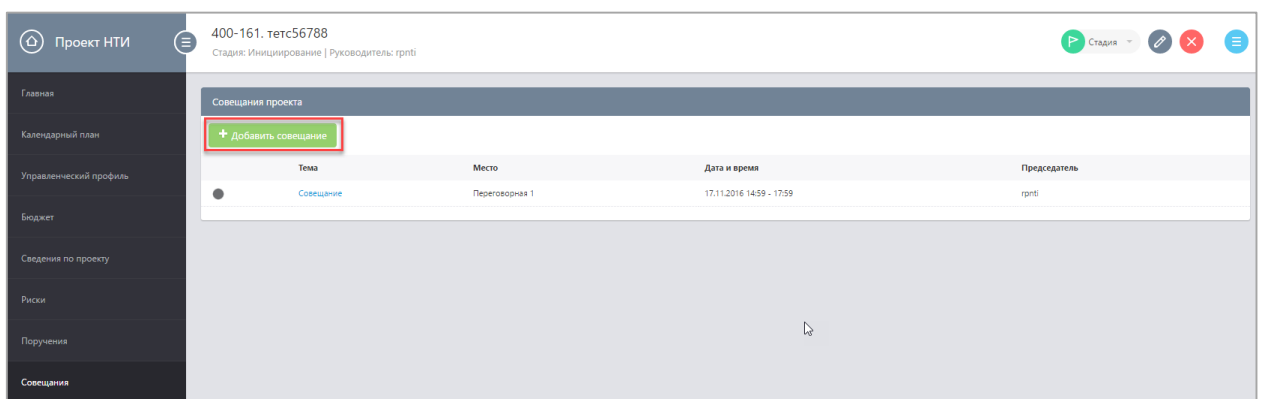 Проект НТИ
400-161. тетс56788
Стадия: Инициирование | Руководитель: rpnti
Стадия
Главная
Календарный план
Управленческий профиль
Бюджет
Сведения по проекту
Риски
Поручения
Совещания
Совещания проекта
+ Добавить совещание
Тема Место Дата и время Председатель
Совещание Переговорная 1 17.11.2016 14:59 - 17:59 rpnti